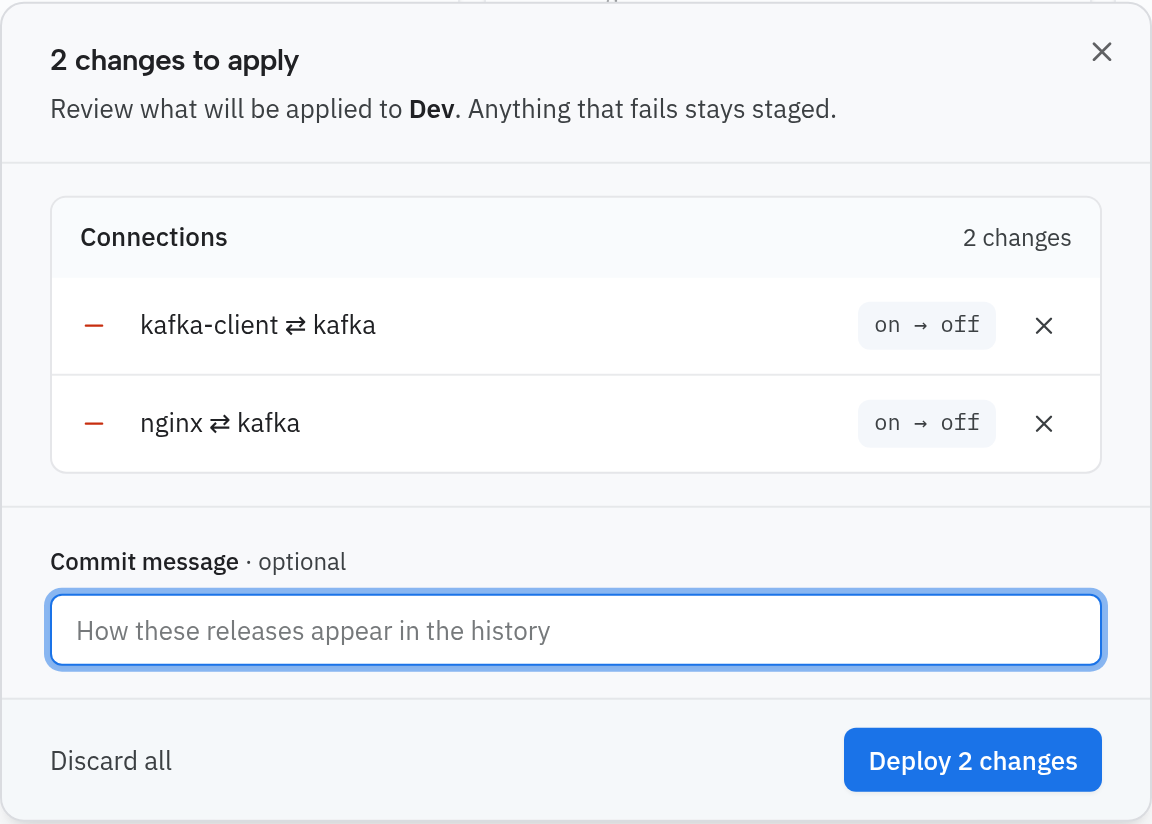 2 changes to apply
Review what will be applied to Dev. Anything that fails stays staged.
Connections 2 changes
kafka-client ⇄ kafka on → off
nginx ⇄ kafka on → off
Commit message · optional
How these releases appear in the history
Discard all Deploy 2 changes